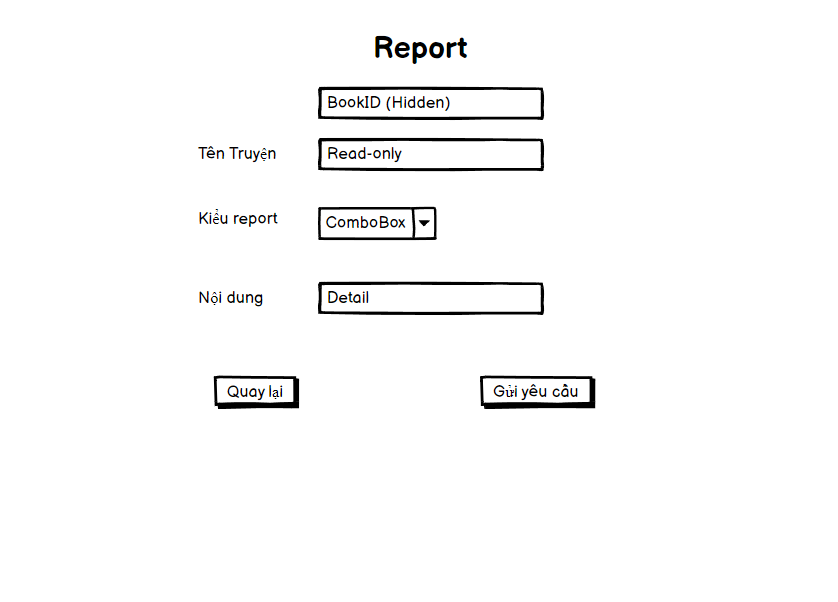 Report
BookID (Hidden)
Tên Truyện Read-only
Kiểu report ComboBox
Nội dung Detail
Quay lại Gửi yêu cầu